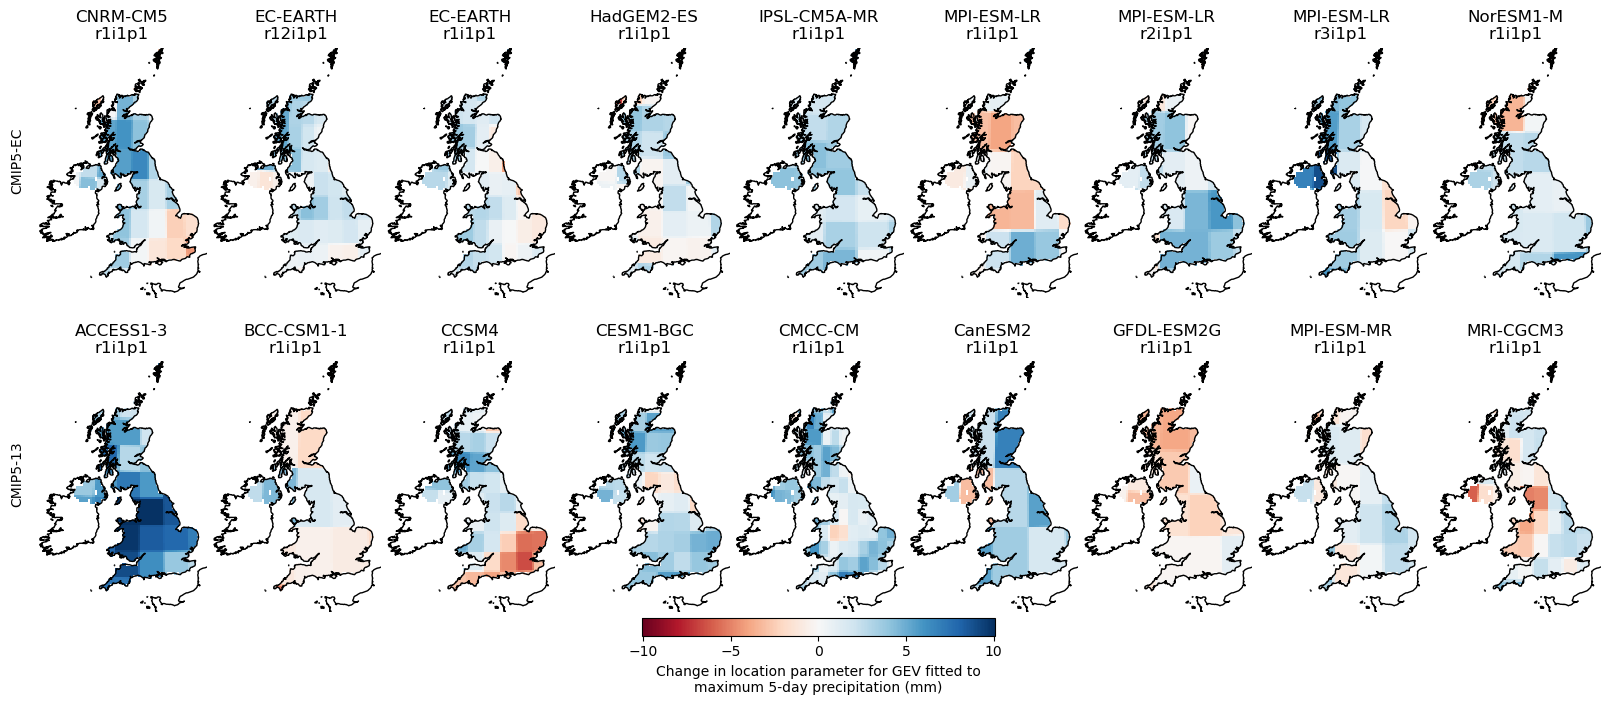 CNRM-CM5 EC-EARTH EC-EARTH HadGEM2-ES IPSL-CM5A-MR MPI-ESM-LR MPI-ESM-LR MPI-ESM-LR NorESM1-M
r1i1p1 r12i1p1 r1i1p1 r1i1p1 r1i1p1 r1i1p1 r2i1p1 r3i1p1 r1i1p1
CMIP5-EC
ACCESS1-3 BCC-CSM1-1 CCSM4 CESM1-BGC CMCC-CM CanESM2 GFDL-ESM2G MPI-ESM-MR MRI-CGCM3
r1i1p1 r1i1p1 r1i1p1 r1i1p1 r1i1p1 r1i1p1 r1i1p1 r1i1p1 r1i1p1
CMIP5-13
−10 −5 0 5 10
Change in location parameter for GEV fitted to
maximum 5-day precipitation (mm)